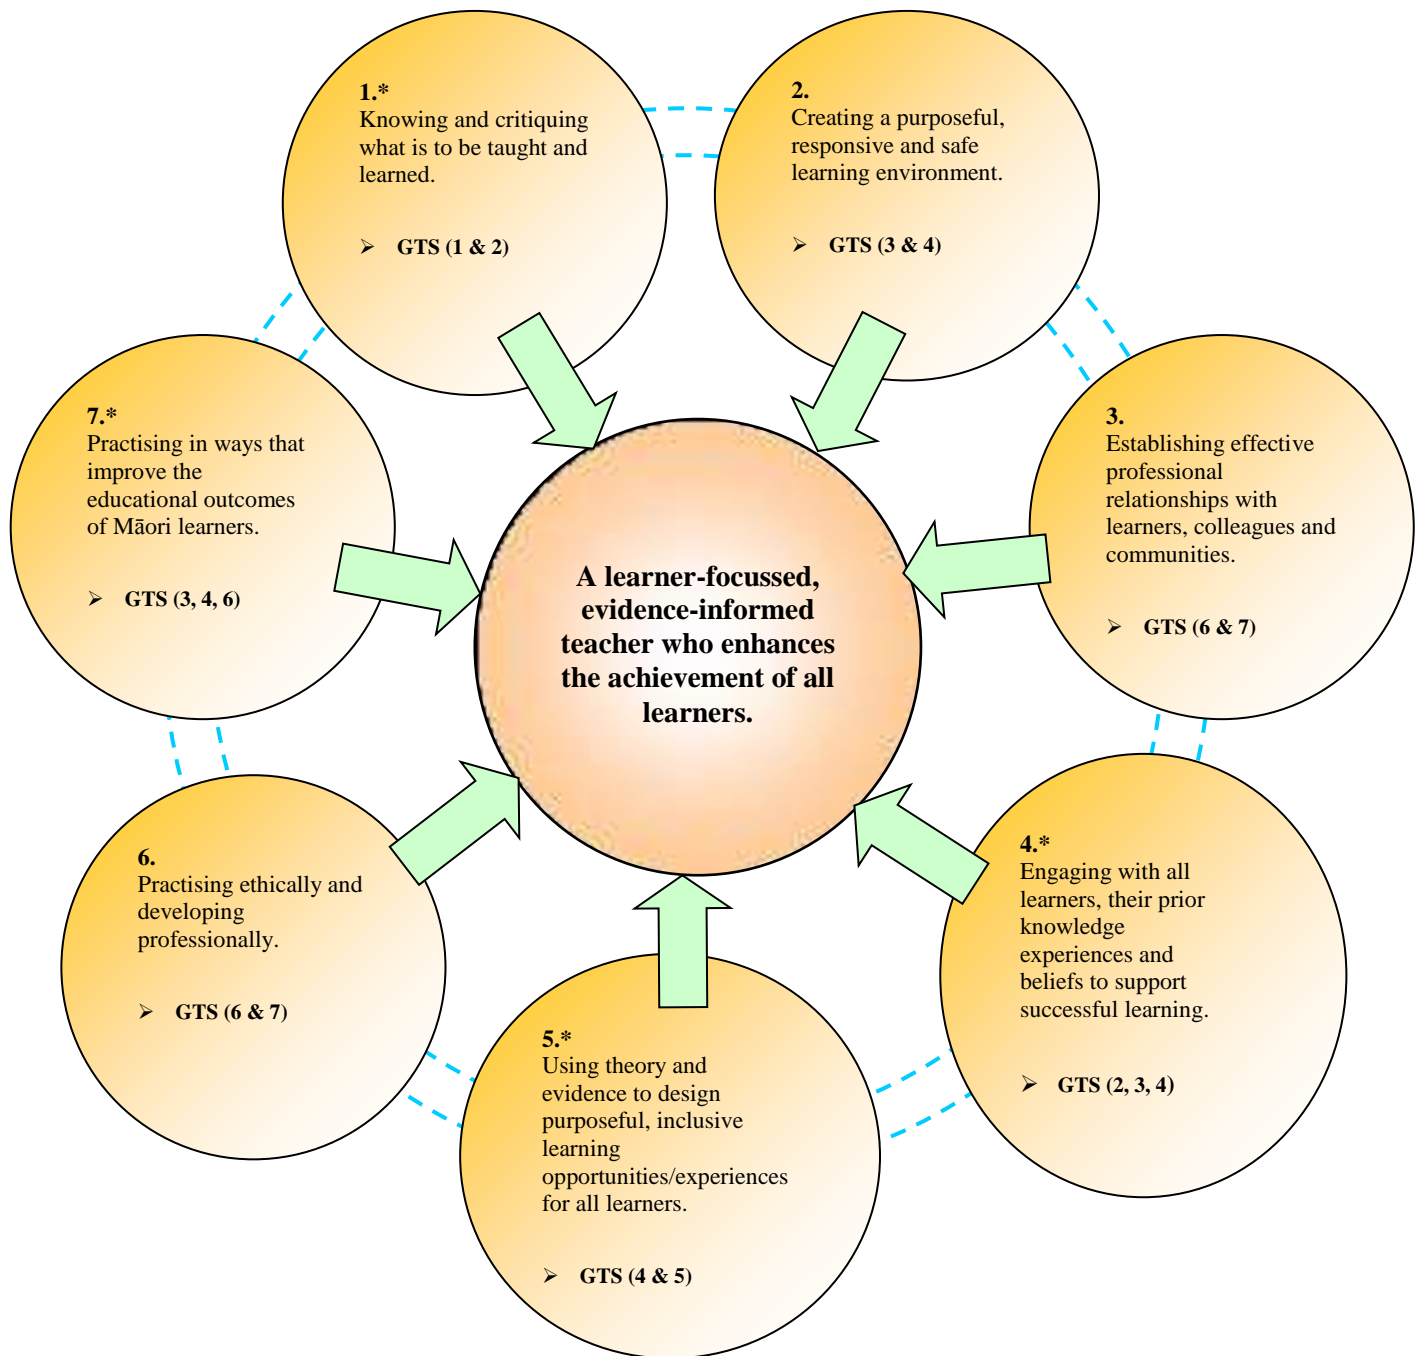 1.*
Knowing and critiquing
what is to be taught and
learned.
➢ GTS (1 & 2)
2.
Creating a purposeful,
responsive and safe
learning environment.
➢ GTS (3 & 4)
3.
Establishing effective
professional
relationships with
learners, colleagues and
communities.
➢ GTS (6 & 7)
4.*
Engaging with all
learners, their prior
knowledge
experiences and
beliefs to support
successful learning.
➢ GTS (2, 3, 4)
5.*
Using theory and
evidence to design
purposeful, inclusive
learning
opportunities/experiences
for all learners.
➢ GTS (4 & 5)
6.
Practising ethically and
developing
professionally.
➢ GTS (6 & 7)
7.*
Practising in ways that
improve the
educational outcomes
of Māori learners.
➢ GTS (3, 4, 6)
A learner-focussed,
evidence-informed
teacher who enhances
the achievement of all
learners.